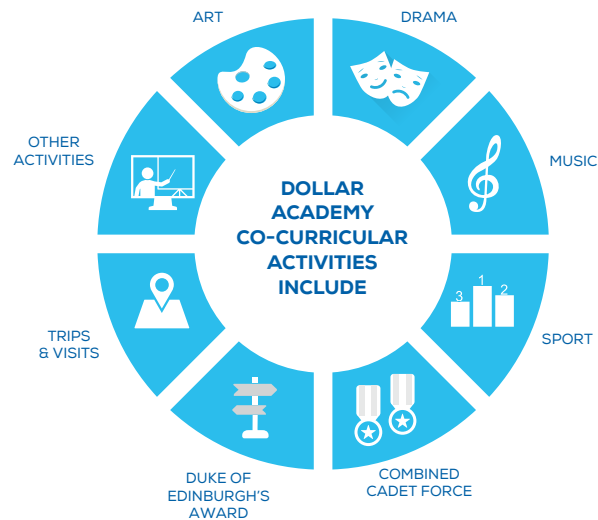 ART
DRAMA
OTHER
ACTIVITIES
MUSIC
DOLLAR
ACADEMY
CO-CURRICULAR
ACTIVITIES
INCLUDE
3 1 2
TRIPS
& VISITS
SPORT
DUKE OF
EDINBURGH'S
AWARD
COMBINED
CADET FORCE